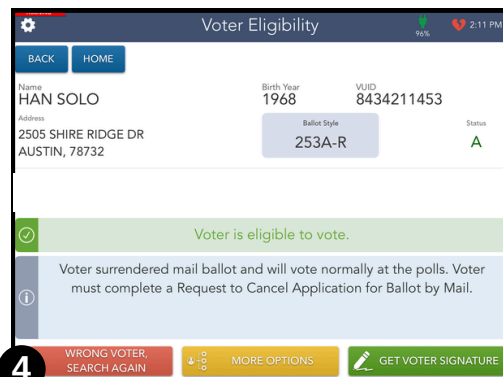 Voter Eligibility
96%
2:11 PM
BACK
HOME
Name
HAN SOLO
Birth Year
1968
VUID
8434211453
Address
2505 SHIRE RIDGE DR
AUSTIN, 78732
Ballot Style
253A-R
Status
A
Voter is eligible to vote.
Voter surrendered mail ballot and will vote normally at the polls. Voter
must complete a Request to Cancel Application for Ballot by Mail.
4
WRONG VOTER,
SEARCH AGAIN
MORE OPTIONS
GET VOTER SIGNATURE